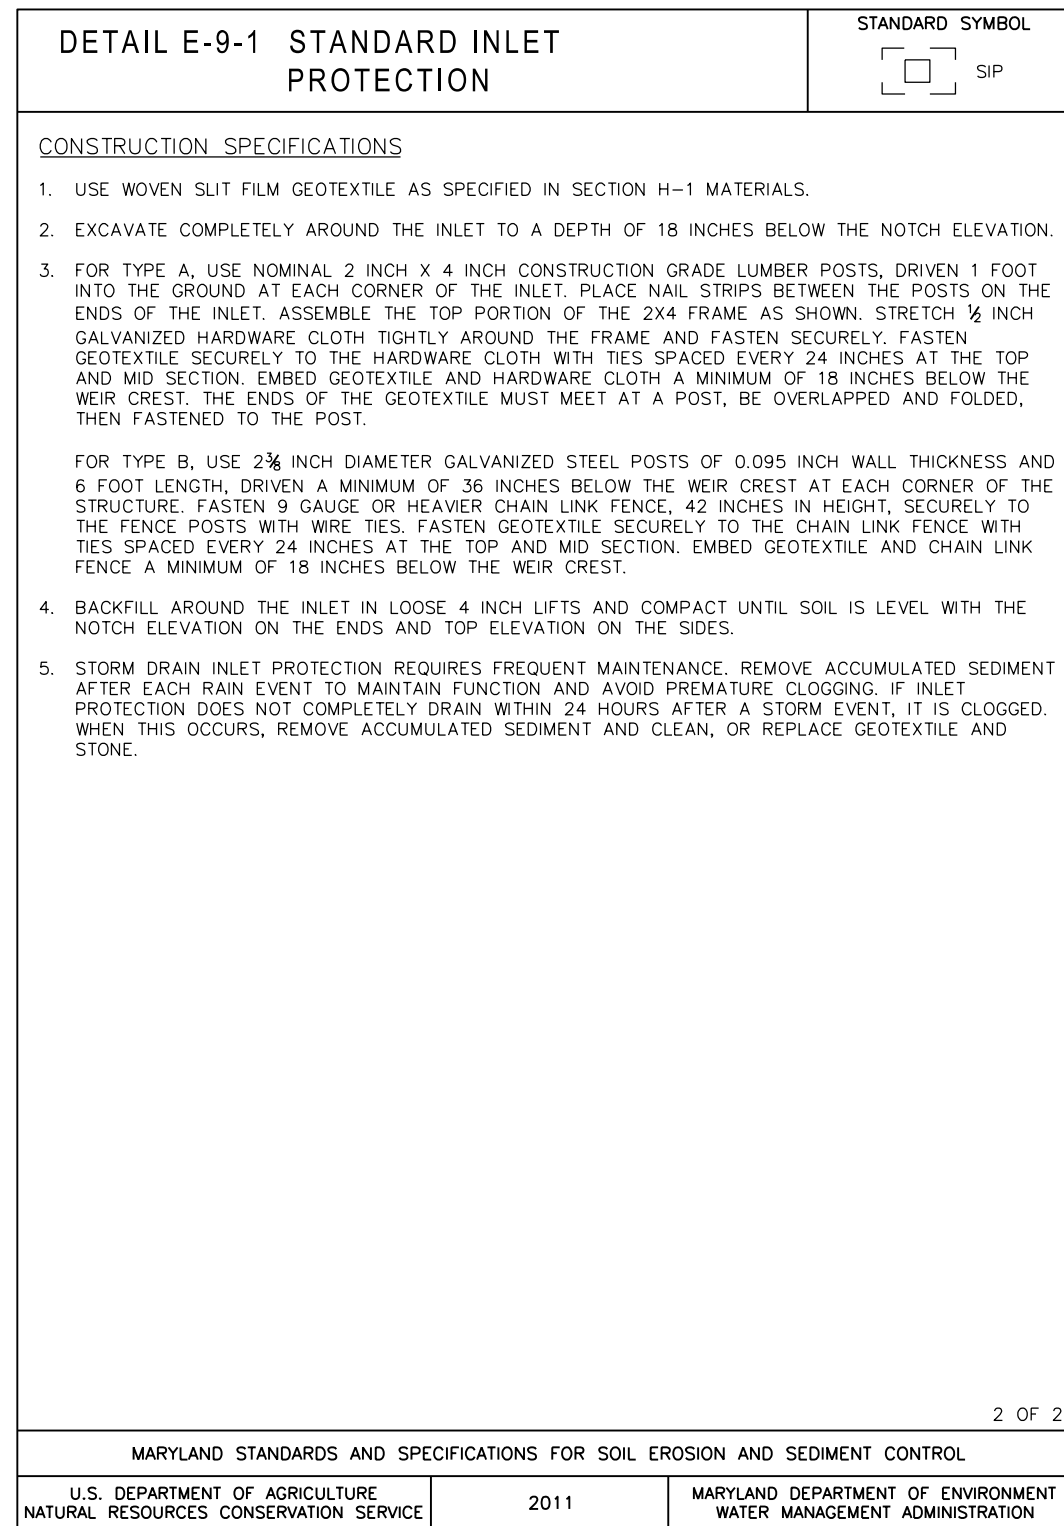 DETAIL E-9-1 STANDARD INLET
PROTECTION
STANDARD SYMBOL
SIP
CONSTRUCTION SPECIFICATIONS
1. USE WOVEN SLIT FILM GEOTEXTILE AS SPECIFIED IN SECTION H-1 MATERIALS.
2. EXCAVATE COMPLETELY AROUND THE INLET TO A DEPTH OF 18 INCHES BELOW THE NOTCH ELEVATION.
3. FOR TYPE A, USE NOMINAL 2 INCH X 4 INCH CONSTRUCTION GRADE LUMBER POSTS, DRIVEN 1 FOOT
INTO THE GROUND AT EACH CORNER OF THE INLET. PLACE NAIL STRIPS BETWEEN THE POSTS ON THE
ENDS OF THE INLET. ASSEMBLE THE TOP PORTION OF THE 2X4 FRAME AS SHOWN. STRETCH ½ INCH
GALVANIZED HARDWARE CLOTH TIGHTLY AROUND THE FRAME AND FASTEN SECURELY. FASTEN
GEOTEXTILE SECURELY TO THE HARDWARE CLOTH WITH TIES SPACED EVERY 24 INCHES AT THE TOP
AND MID SECTION. EMBED GEOTEXTILE AND HARDWARE CLOTH A MINIMUM OF 18 INCHES BELOW THE
WEIR CREST. THE ENDS OF THE GEOTEXTILE MUST MEET AT A POST, BE OVERLAPPED AND FOLDED,
THEN FASTENED TO THE POST.
FOR TYPE B, USE 2⅜ INCH DIAMETER GALVANIZED STEEL POSTS OF 0.095 INCH WALL THICKNESS AND
6 FOOT LENGTH, DRIVEN A MINIMUM OF 36 INCHES BELOW THE WEIR CREST AT EACH CORNER OF THE
STRUCTURE. FASTEN 9 GAUGE OR HEAVIER CHAIN LINK FENCE, 42 INCHES IN HEIGHT, SECURELY TO
THE FENCE POSTS WITH WIRE TIES. FASTEN GEOTEXTILE SECURELY TO THE CHAIN LINK FENCE WITH
TIES SPACED EVERY 24 INCHES AT THE TOP AND MID SECTION. EMBED GEOTEXTILE AND CHAIN LINK
FENCE A MINIMUM OF 18 INCHES BELOW THE WEIR CREST.
4. BACKFILL AROUND THE INLET IN LOOSE 4 INCH LIFTS AND COMPACT UNTIL SOIL IS LEVEL WITH THE
NOTCH ELEVATION ON THE ENDS AND TOP ELEVATION ON THE SIDES.
5. STORM DRAIN INLET PROTECTION REQUIRES FREQUENT MAINTENANCE. REMOVE ACCUMULATED SEDIMENT
AFTER EACH RAIN EVENT TO MAINTAIN FUNCTION AND AVOID PREMATURE CLOGGING. IF INLET
PROTECTION DOES NOT COMPLETELY DRAIN WITHIN 24 HOURS AFTER A STORM EVENT, IT IS CLOGGED.
WHEN THIS OCCURS, REMOVE ACCUMULATED SEDIMENT AND CLEAN, OR REPLACE GEOTEXTILE AND
STONE.
2 OF 2
MARYLAND STANDARDS AND SPECIFICATIONS FOR SOIL EROSION AND SEDIMENT CONTROL
U.S. DEPARTMENT OF AGRICULTURE
NATURAL RESOURCES CONSERVATION SERVICE
2011
MARYLAND DEPARTMENT OF ENVIRONMENT
WATER MANAGEMENT ADMINISTRATION